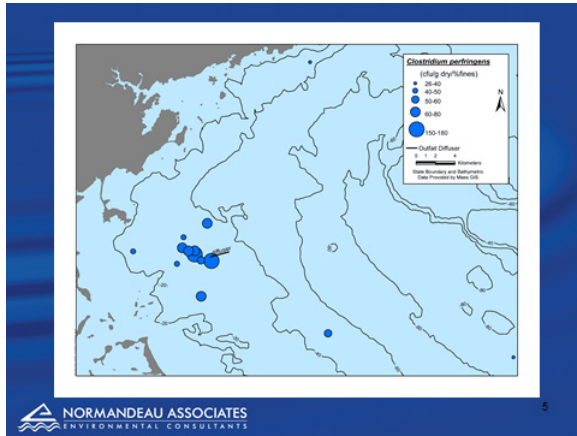 Clostridium perfringens
(cfu/g dry/%fines)
26-40
40-50
50-60
60-80
150-180
N
Outfall Diffuser
0 1 2 4
Kilometers
State Boundary and Bathymetric
Data Provided by Mass GIS
diffuser
5
NORMANDEAU ASSOCIATES
ENVIRONMENTAL CONSULTANTS